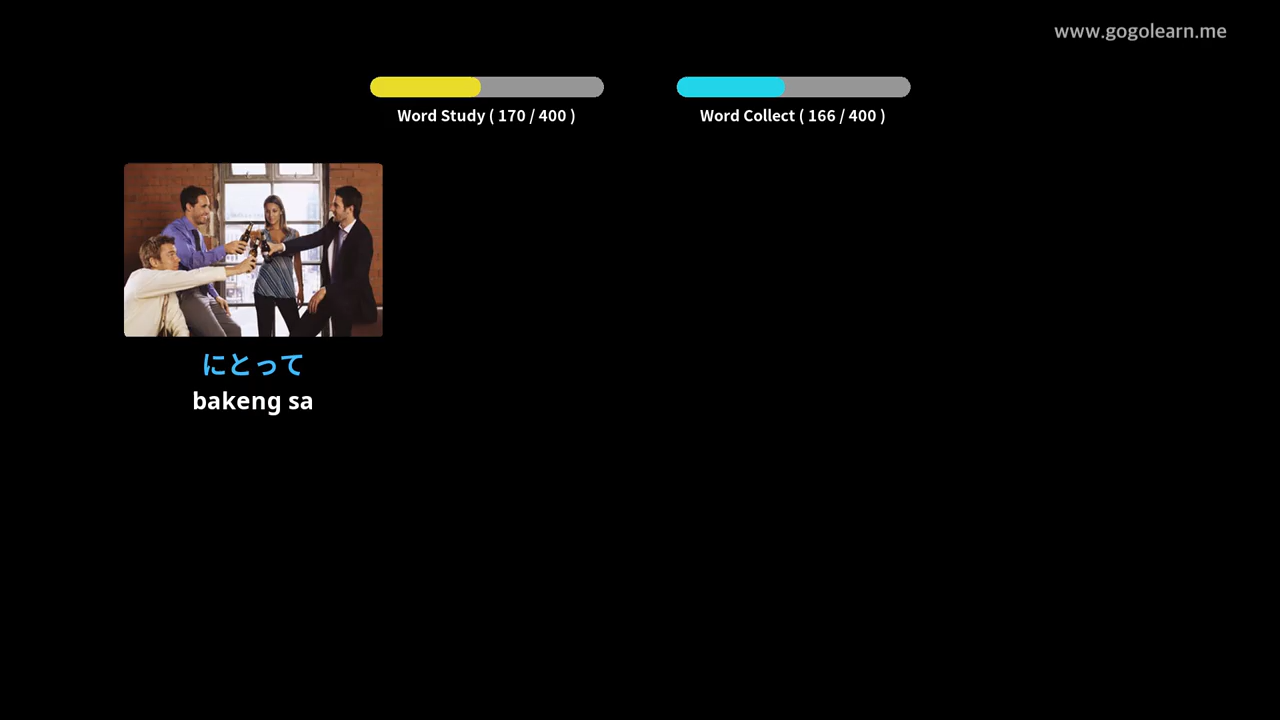 www.gogolearn.me
Word Study ( 170 / 400 )
Word Collect ( 166 / 400 )
にとって
bakeng sa